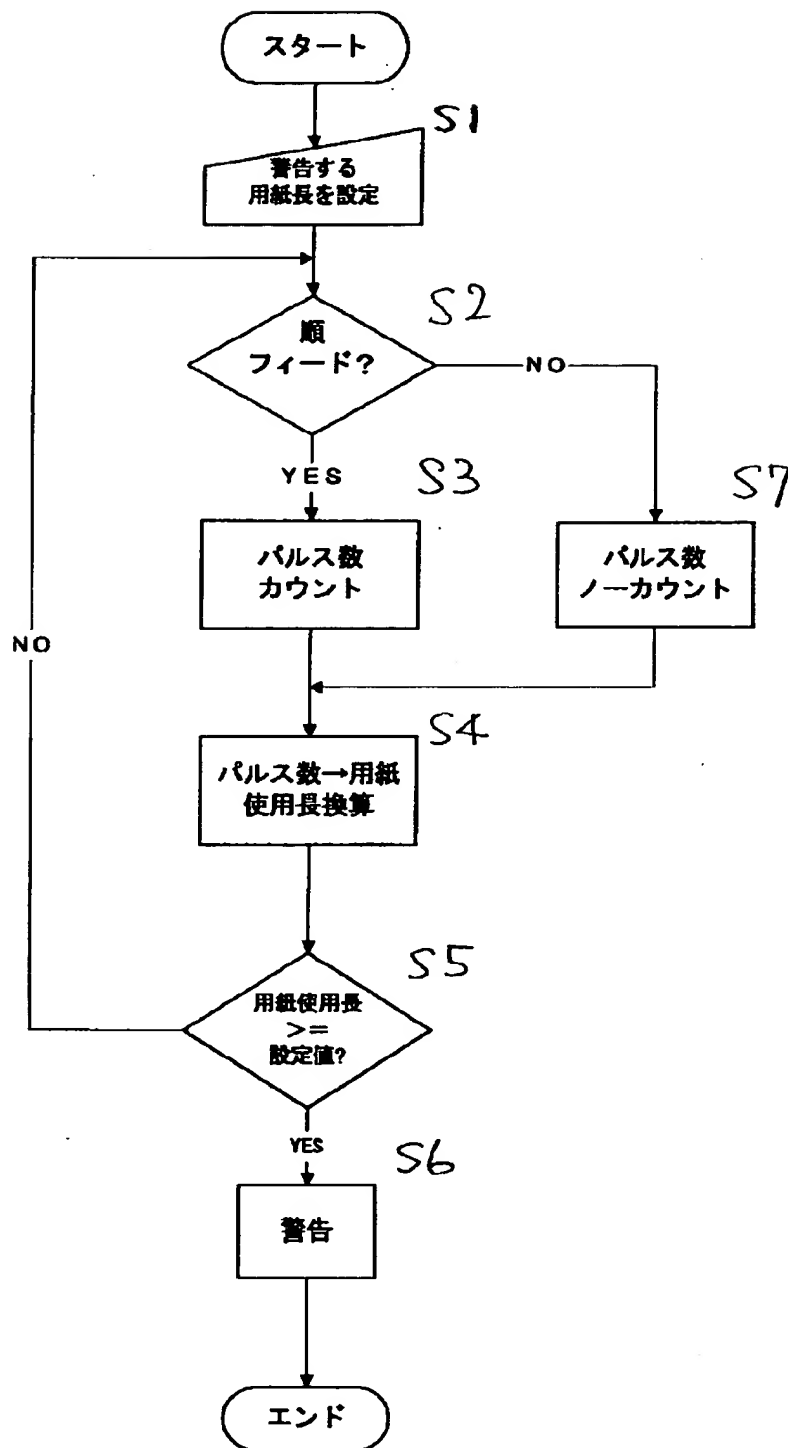 スタート
S1
警告する
用紙長を設定
S2
順
フィード?
NO
YES
S3
S7
パルス数
カウント
パルス数
ノーカウント
NO
S4
パルス数→用紙
使用長換算
S5
用紙使用長
>=
設定値?
YES
S6
警告
エンド